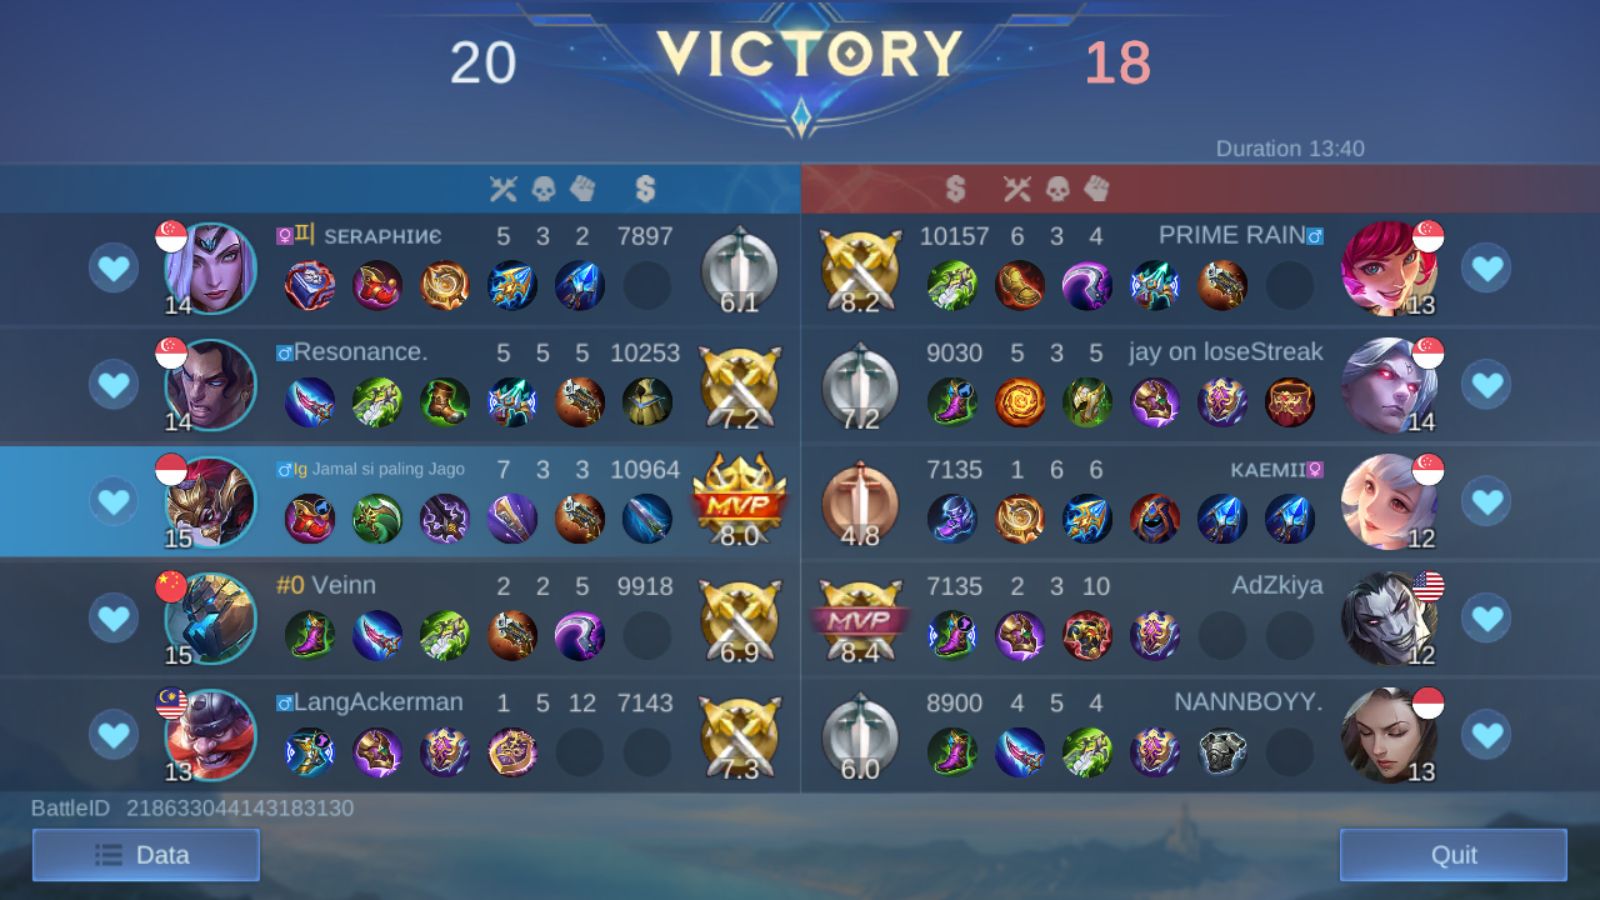 20 VICTORY 18
Duration 13:40
피 SERAPHIИЄ 5 3 2 7897
14 6.1
10157 6 3 4 PRIME RAIN
8.2 13
Resonance. 5 5 5 10253
14 7.2
9030 5 3 5 jay on loseStreak
7.2 14
Ig Jamal si paling Jago 7 3 3 10964
MVP
15 8.0
7135 1 6 6 KAEMII
4.8 12
#0 Veinn 2 2 5 9918
15 6.9
7135 2 3 10 AdZkiya
MVP
8.4 12
LangAckerman 1 5 12 7143
13 7.3
8900 4 5 4 NANNBOYY.
6.0 13
BattleID 218633044143183130
Data Quit